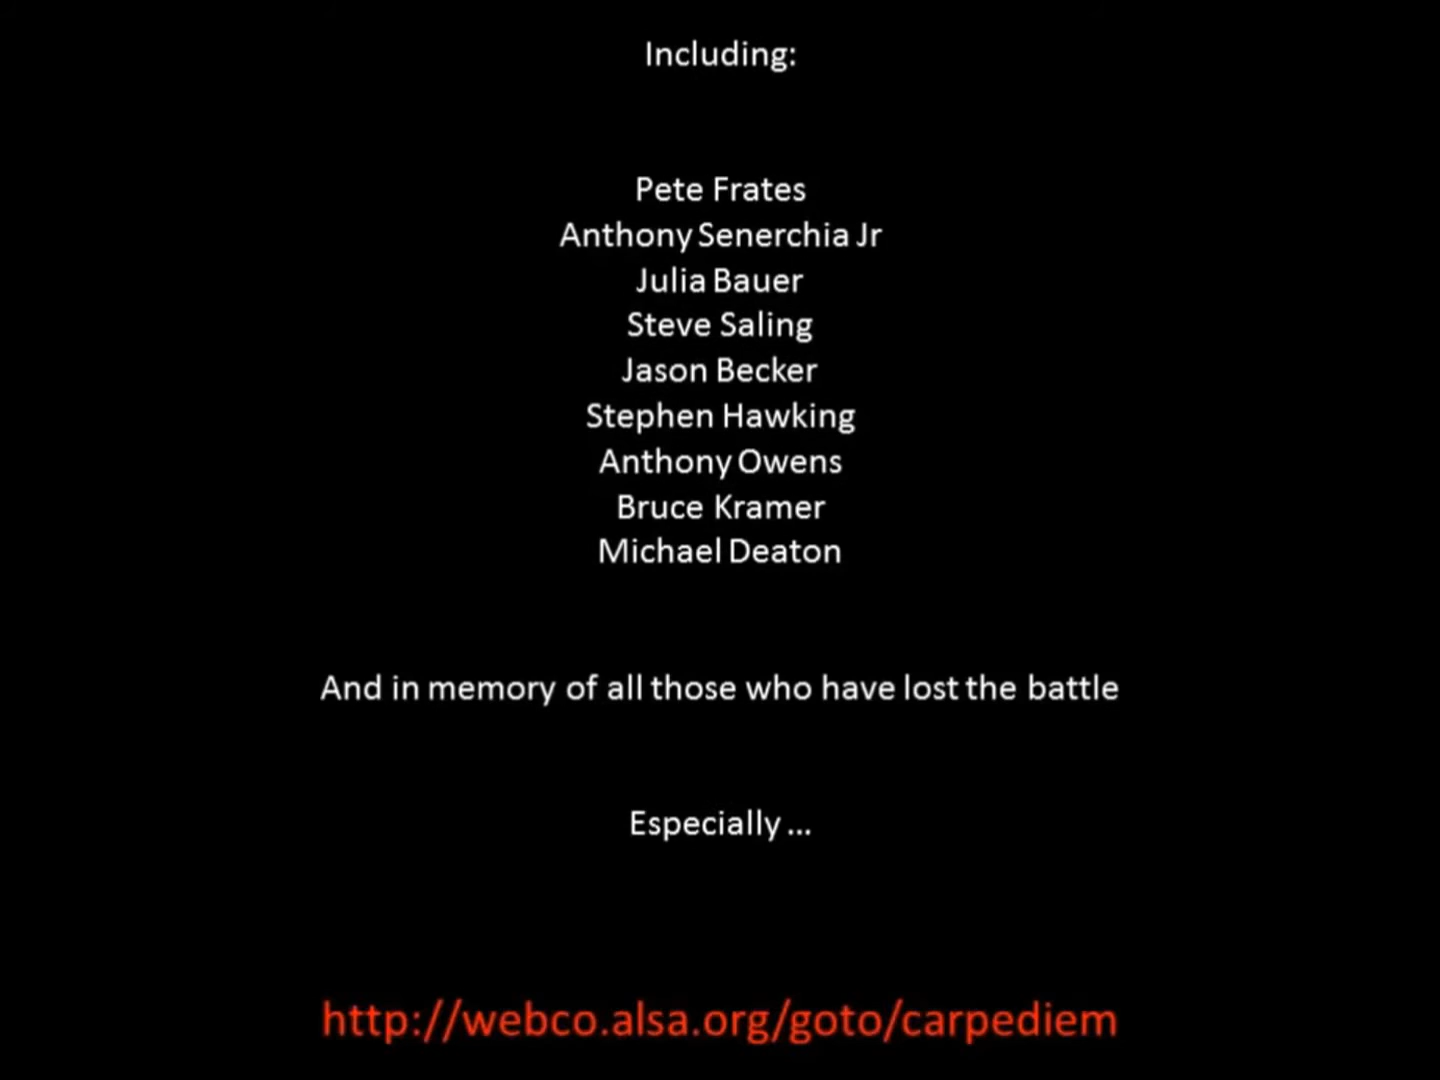 Including:
Pete Frates
Anthony Senerchia Jr
Julia Bauer
Steve Saling
Jason Becker
Stephen Hawking
Anthony Owens
Bruce Kramer
Michael Deaton
And in memory of all those who have lost the battle
Especially ...
http://webco.alsa.org/goto/carpediem